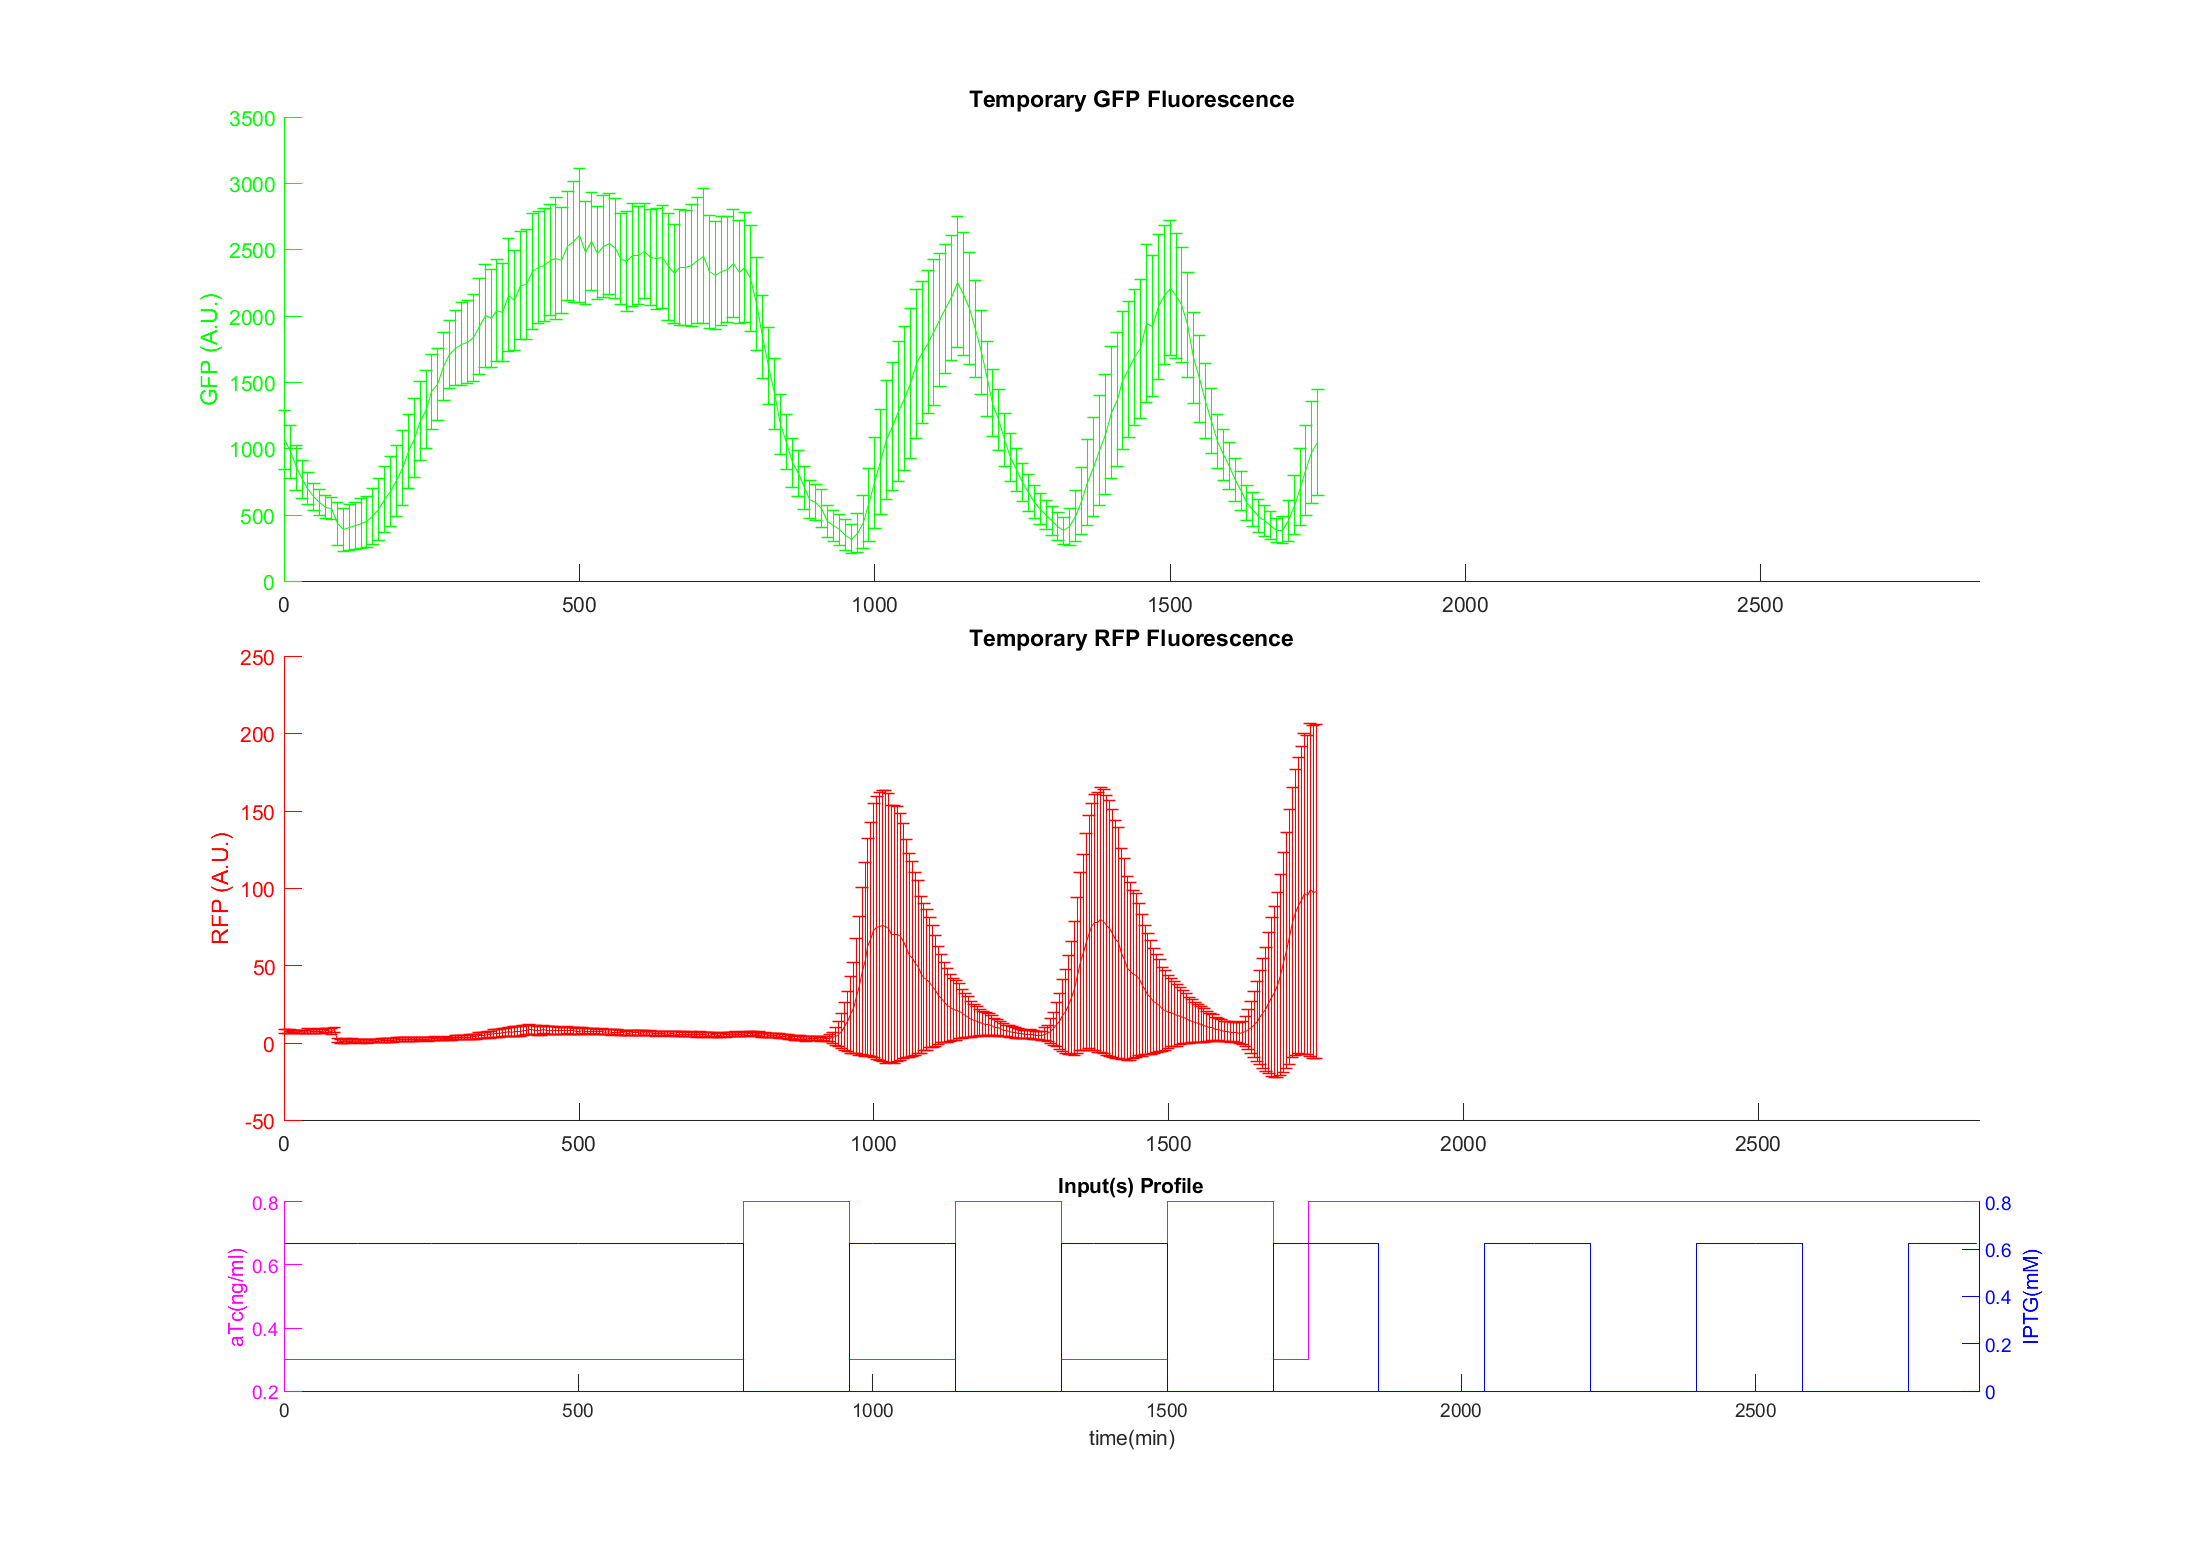 Temporary GFP Fluorescence
GFP (A.U.)
3500
3000
2500
2000
1500
1000
500
0
0 500 1000 1500 2000 2500
Temporary RFP Fluorescence
RFP (A.U.)
250
200
150
100
50
0
-50
0 500 1000 1500 2000 2500
Input(s) Profile
aTc(ng/ml)
0.8
0.6
0.4
0.2
0.8
0.6
0.4
0.2
0
IPTG(mM)
0 500 1000 1500 2000 2500
time(min)